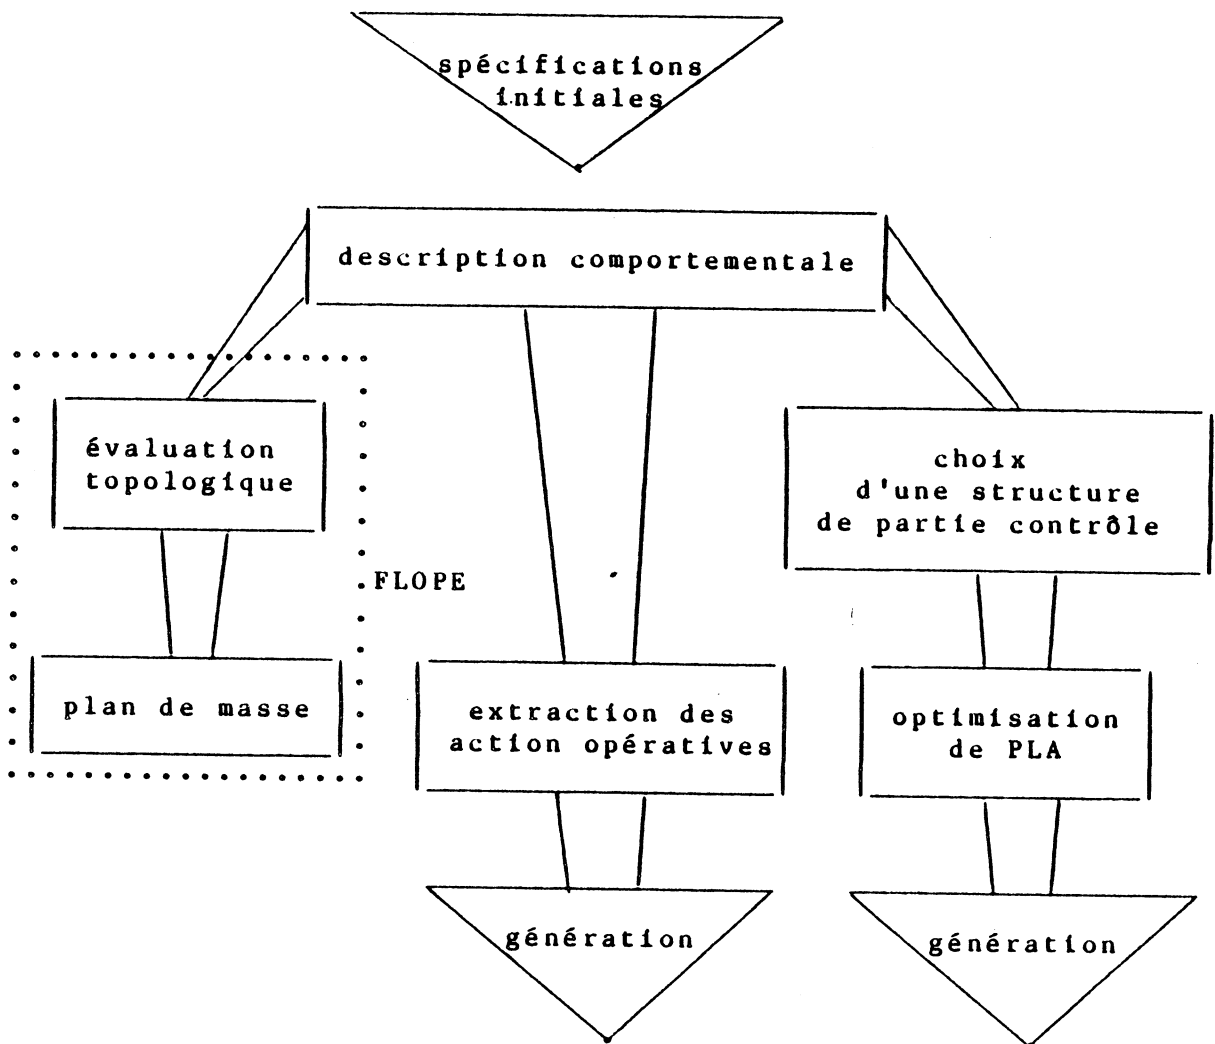 spécifications
initiales
description comportementale
évaluation
topologique
choix
d'une structure
de partie contrôle
FLOPE
plan de masse
extraction des
action opératives
optimisation
de PLA
génération
génération